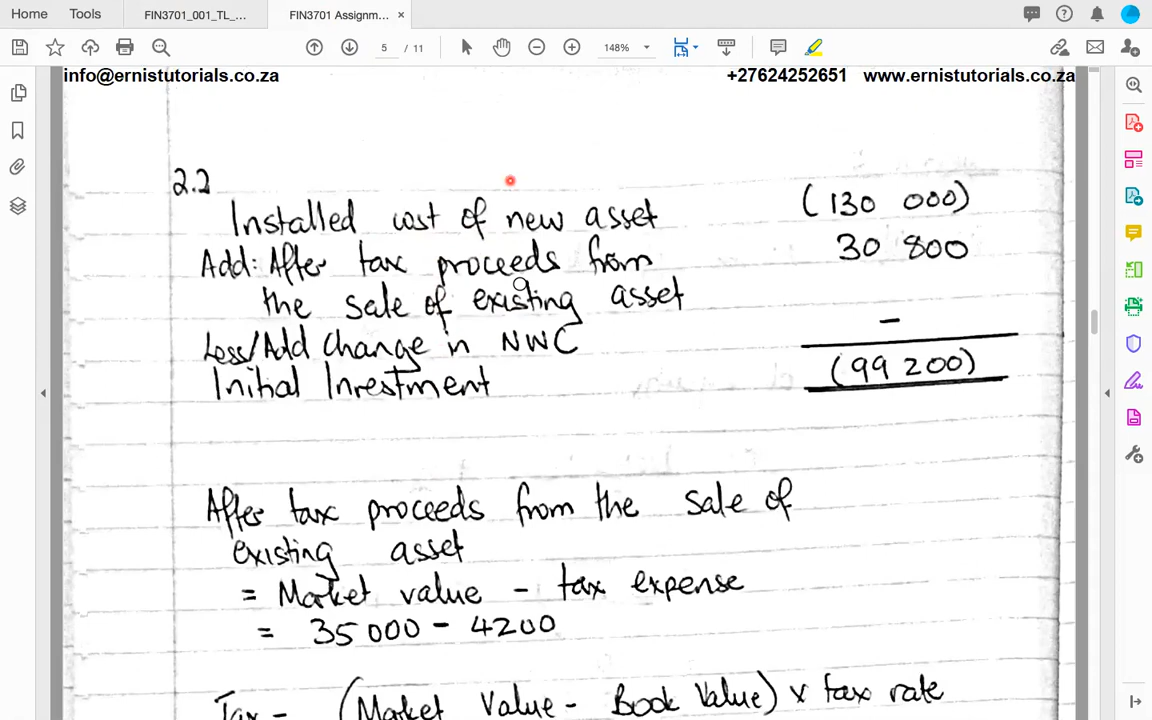 Home Tools FIN3701_001_TL_... FIN3701 Assignm... ×
5 / 11 148%
info@ernistutorials.co.za +27624252651 www.ernistutorials.co.za
2.2
Installed cost of new asset (130 000)
Add: After tax proceeds from 30 800
the sale of existing asset
Less/Add Change in NWC -
Initial Investment (99 200)
After tax proceeds from the sale of
existing asset
= Market value - tax expense
= 35 000 - 4200
Tax = (Market Value - Book Value) x tax rate